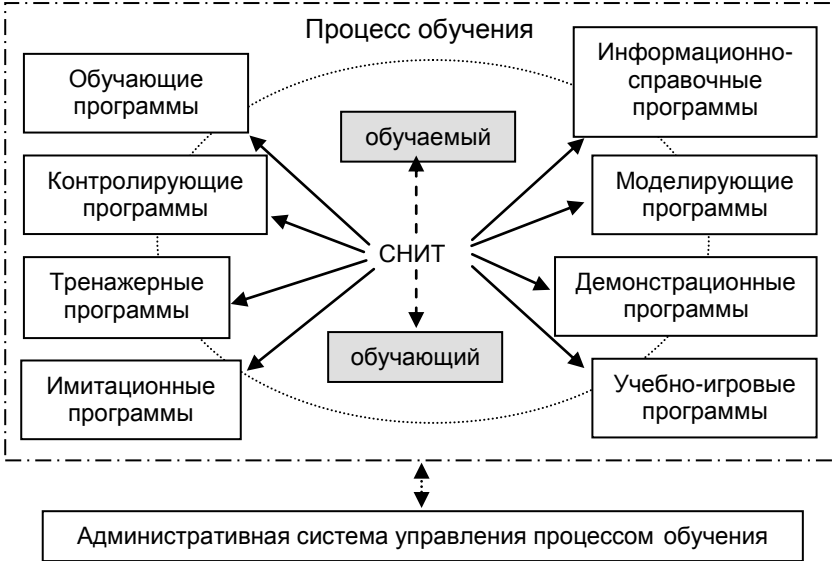 Процесс обучения
Обучающие
программы
Контролирующие
программы
Тренажерные
программы
Имитационные
программы
обучаемый
СНИТ
обучающий
Информационно-
справочные
программы
Моделирующие
программы
Демонстрационные
программы
Учебно-игровые
программы
Административная система управления процессом обучения